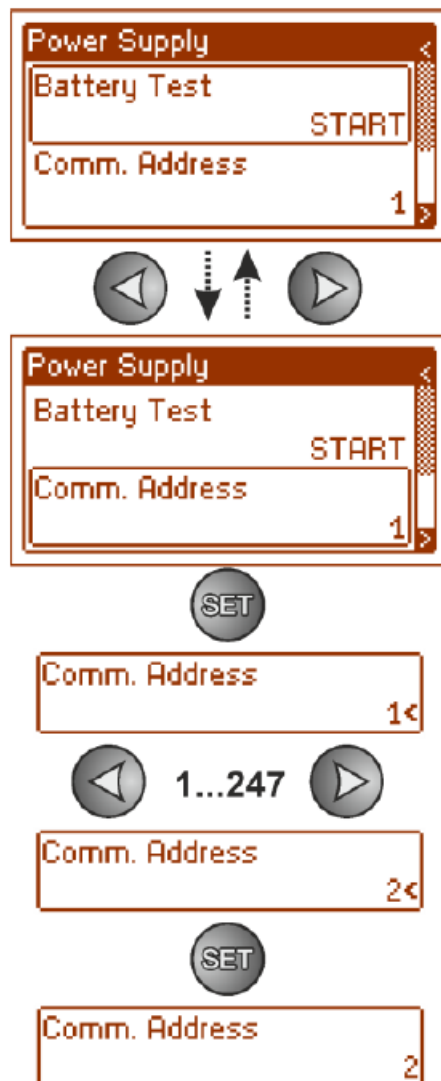 Power Supply <
Battery Test
START
Comm. Address
1 >
Power Supply <
Battery Test
START
Comm. Address
1 >
SET
Comm. Address
1<
1...247
Comm. Address
2<
SET
Comm. Address
2